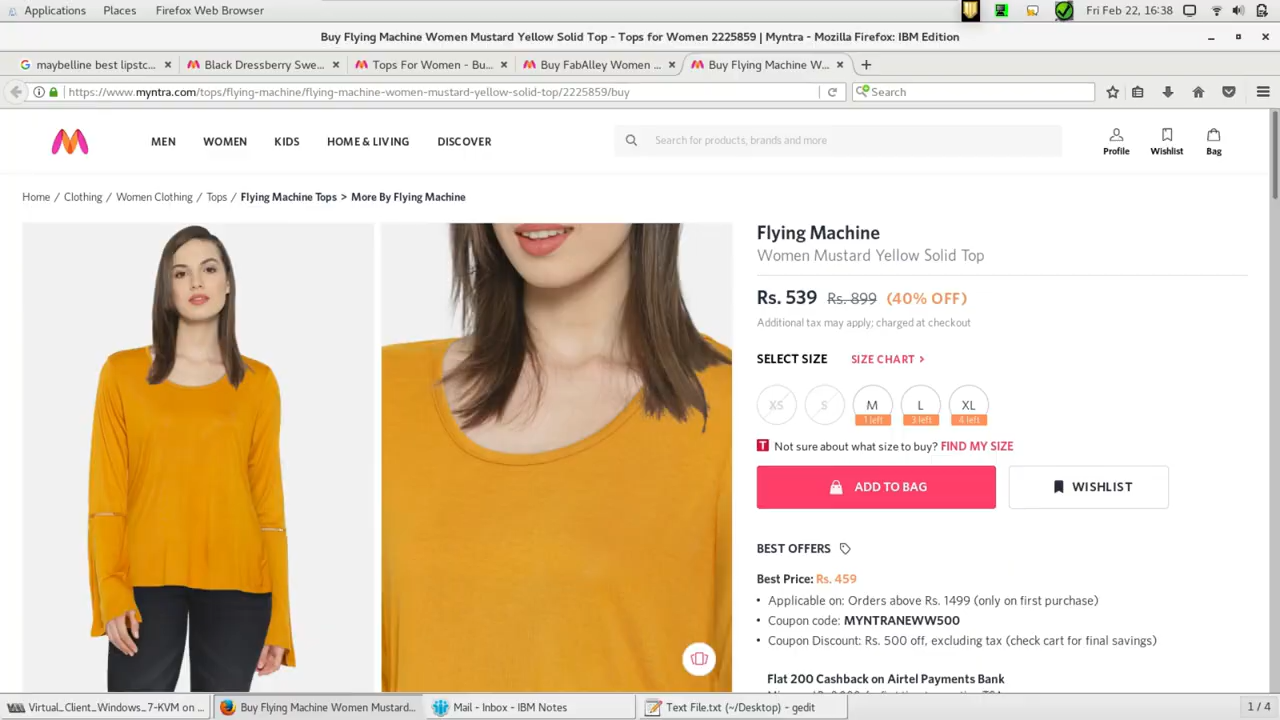 Applications Places Firefox Web Browser Fri Feb 22, 16:38
Buy Flying Machine Women Mustard Yellow Solid Top - Tops for Women 2225859 | Myntra - Mozilla Firefox: IBM Edition
maybelline best lipstc... Black Dressberry Swe... Tops For Women - Bu... Buy FabAlley Women ... Buy Flying Machine W...
https://www.myntra.com/tops/flying-machine/flying-machine-women-mustard-yellow-solid-top/2225859/buy Search
MEN WOMEN KIDS HOME & LIVING DISCOVER Search for products, brands and more Profile Wishlist Bag
Home / Clothing / Women Clothing / Tops / Flying Machine Tops > More By Flying Machine
Flying Machine
Women Mustard Yellow Solid Top
Rs. 539 Rs. 899 (40% OFF)
Additional tax may apply; charged at checkout
SELECT SIZE SIZE CHART >
XS S M L XL
1 left 3 left 4 left
T Not sure about what size to buy? FIND MY SIZE
ADD TO BAG WISHLIST
BEST OFFERS
Best Price: Rs. 459
• Applicable on: Orders above Rs. 1499 (only on first purchase)
• Coupon code: MYNTRANEWW500
• Coupon Discount: Rs. 500 off, excluding tax (check cart for final savings)
Flat 200 Cashback on Airtel Payments Bank
Virtual_Client_Windows_7-KVM on ... Buy Flying Machine Women Mustard... Mail - Inbox - IBM Notes Text File.txt (~/Desktop) - gedit 1 / 4